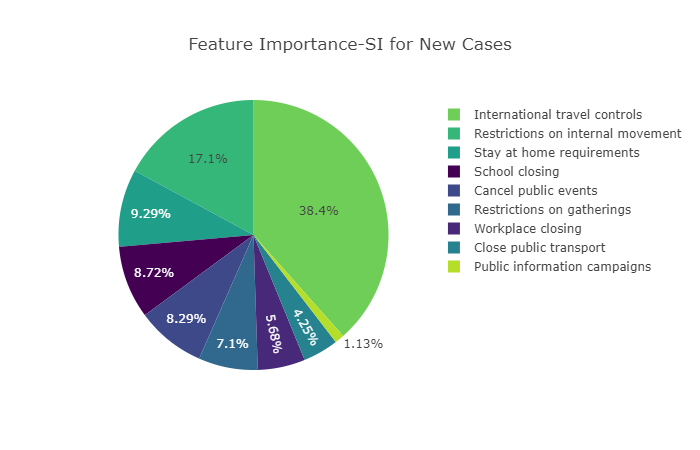 Feature Importance-SI for New Cases
17.1%
38.4%
9.29%
8.72%
8.29%
7.1%
5.68%
4.25%
1.13%
International travel controls
Restrictions on internal movement
Stay at home requirements
School closing
Cancel public events
Restrictions on gatherings
Workplace closing
Close public transport
Public information campaigns